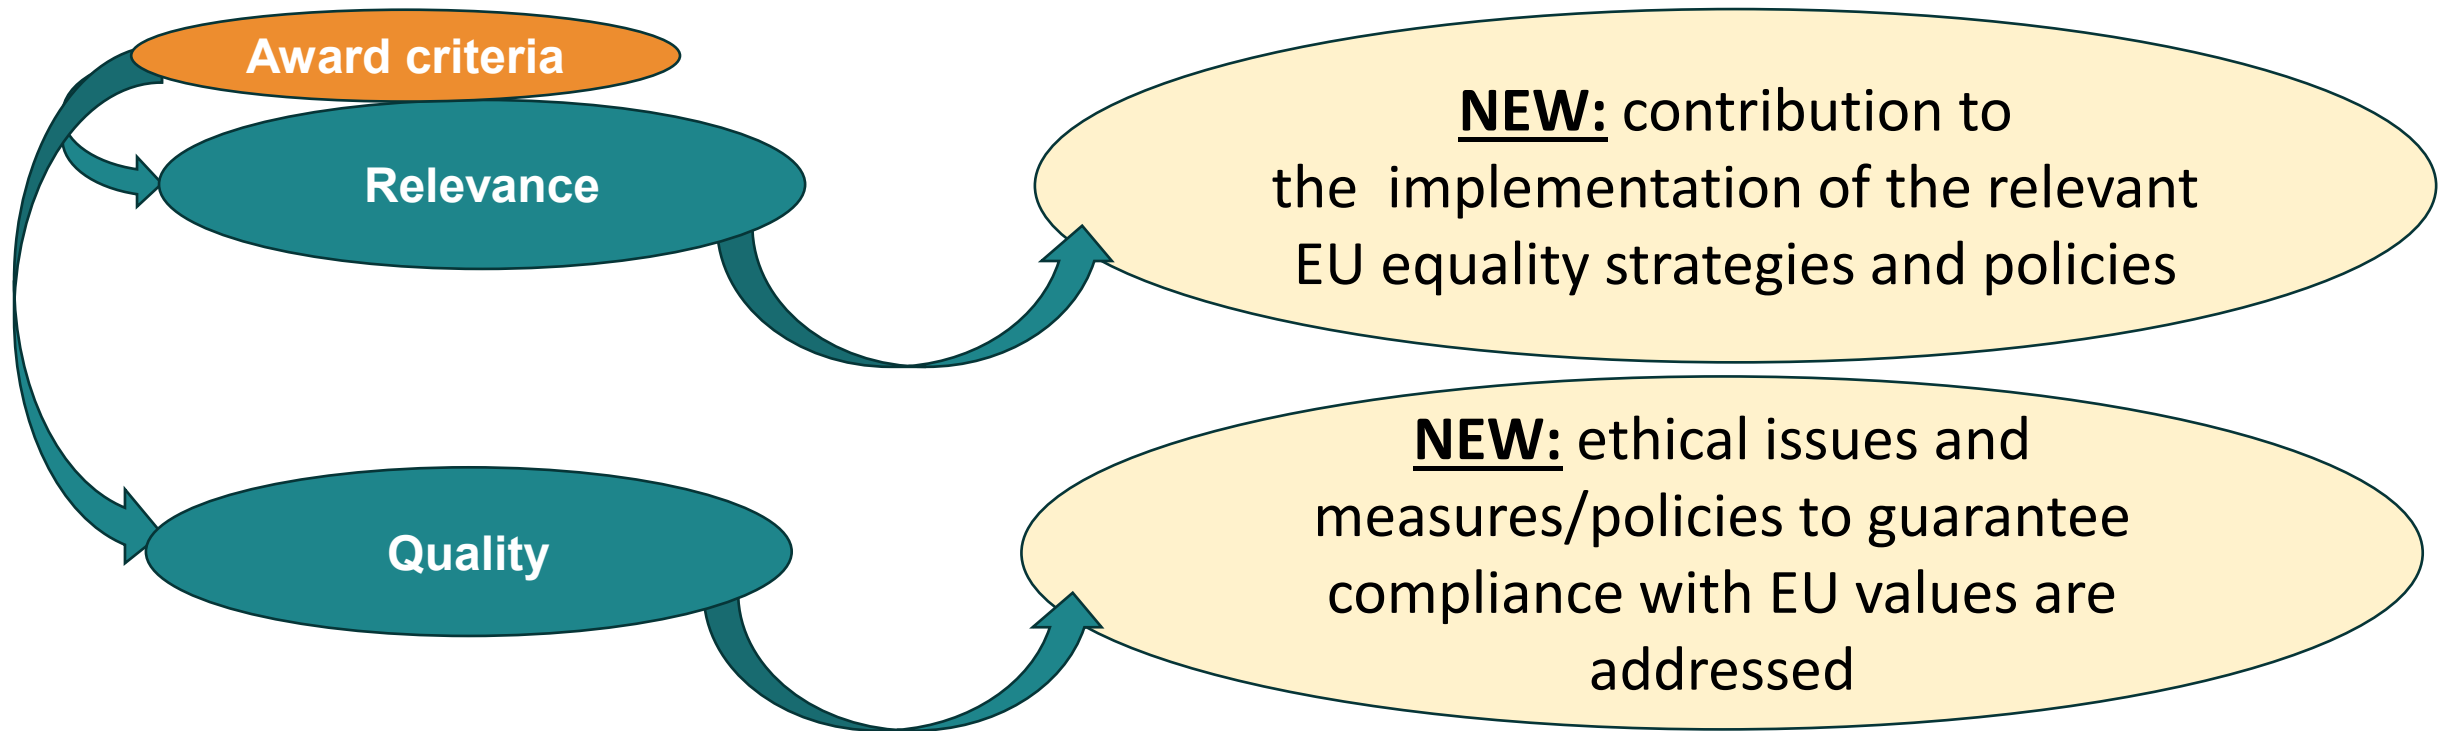 Award criteria
Relevance
NEW: contribution to
the  implementation of the relevant
EU equality strategies and policies
Quality
NEW: ethical issues and
measures/policies to guarantee
compliance with EU values are
addressed